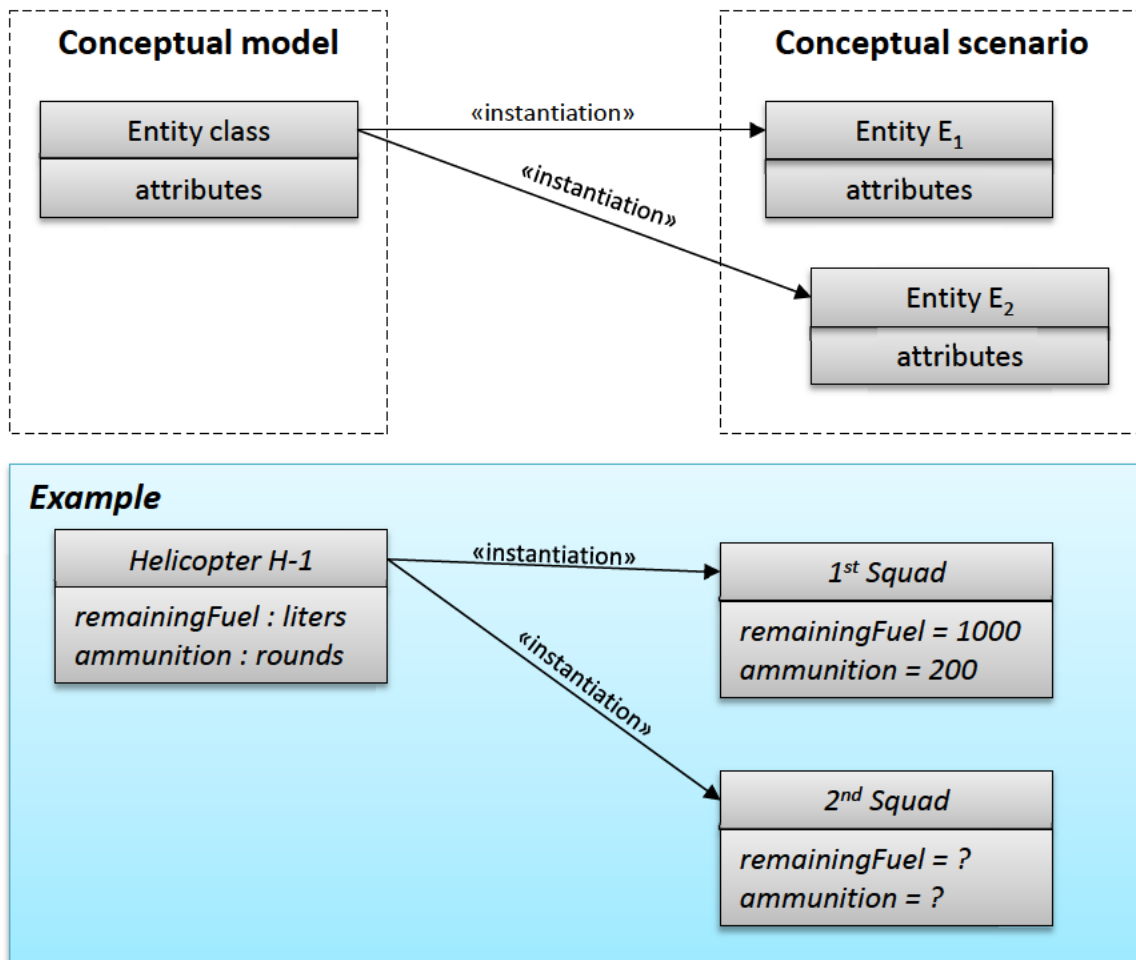 Conceptual model
Conceptual scenario
Entity class
attributes
«instantiation»
«instantiation»
Entity E₁
attributes
Entity E₂
attributes
Example
Helicopter H-1
remainingFuel : liters
ammunition : rounds
«instantiation»
«instantiation»
1ˢᵗ Squad
remainingFuel = 1000
ammunition = 200
2ⁿᵈ Squad
remainingFuel = ?
ammunition = ?